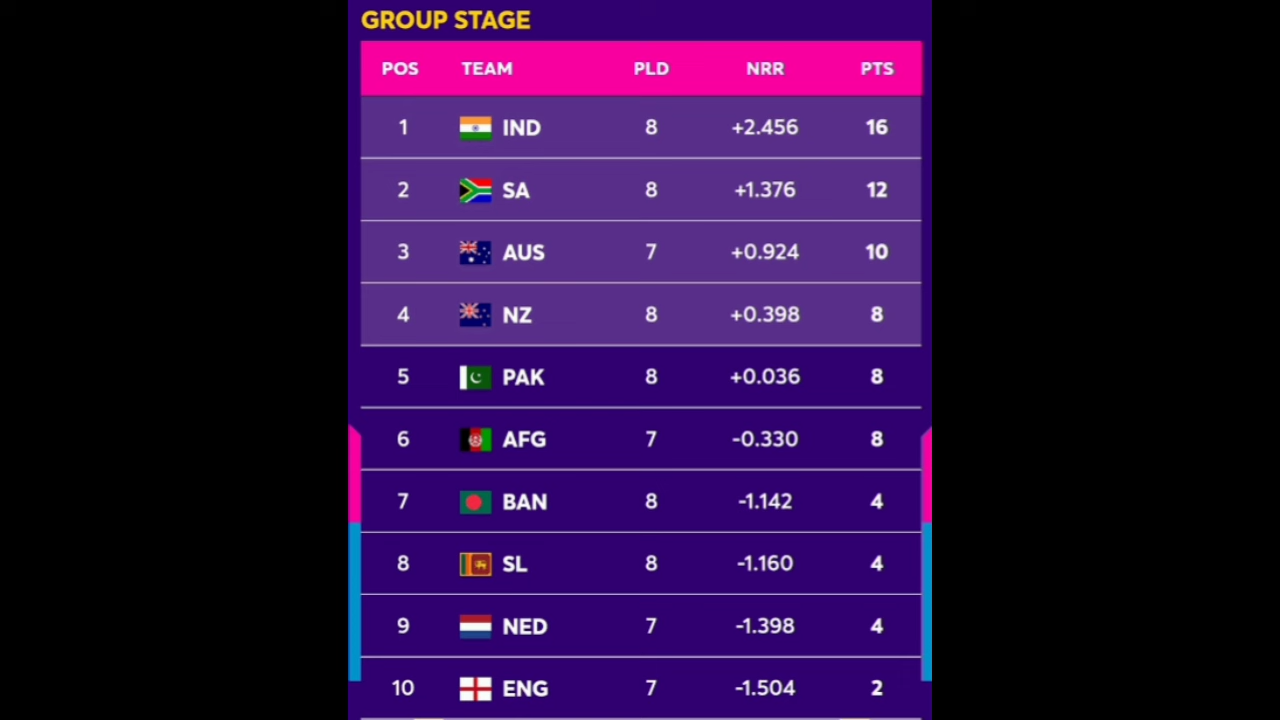 GROUP STAGE
POS TEAM PLD NRR PTS
1 IND 8 +2.456 16
2 SA 8 +1.376 12
3 AUS 7 +0.924 10
4 NZ 8 +0.398 8
5 PAK 8 +0.036 8
6 AFG 7 -0.330 8
7 BAN 8 -1.142 4
8 SL 8 -1.160 4
9 NED 7 -1.398 4
10 ENG 7 -1.504 2